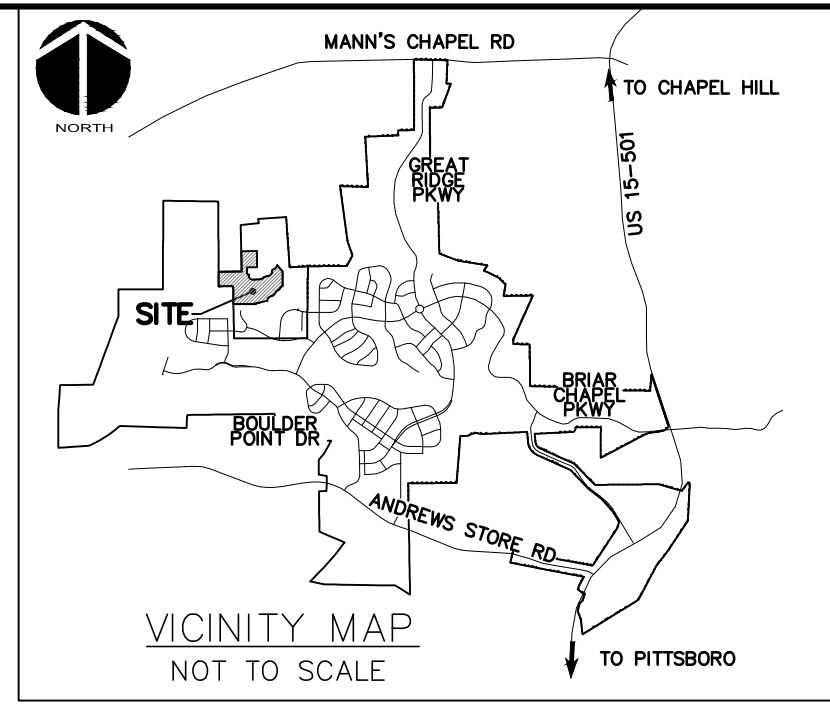 MANN'S CHAPEL RD
NORTH
TO CHAPEL HILL
US 15-501
GREAT
RIDGE
PKWY
SITE
BRIAR
CHAPEL
PKWY
BOULDER
POINT DR
ANDREWS STORE RD
VICINITY MAP
NOT TO SCALE
TO PITTSBORO